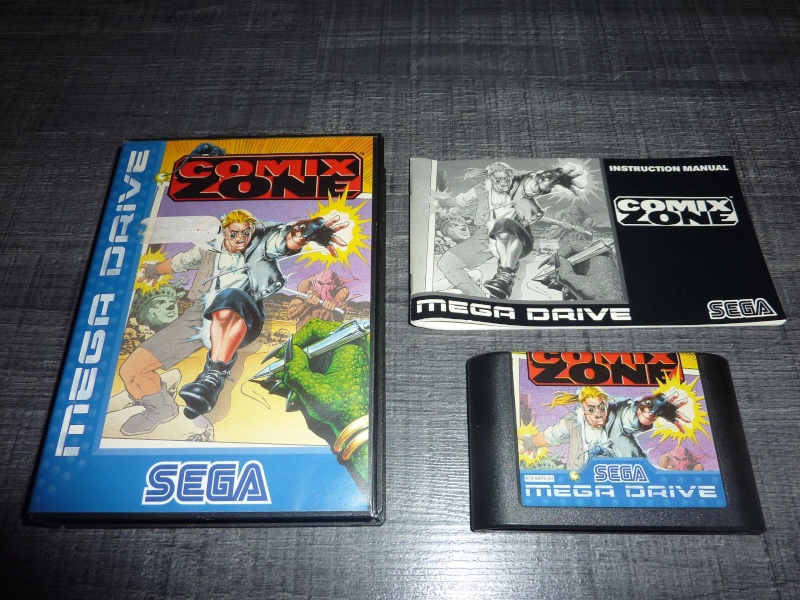 MEGA DRIVE
COMIX
ZONE
SEGA
INSTRUCTION MANUAL
COMIX
ZONE
MEGA DRIVE
SEGA
COMIX
ZONE
SEGA
MEGA DRIVE